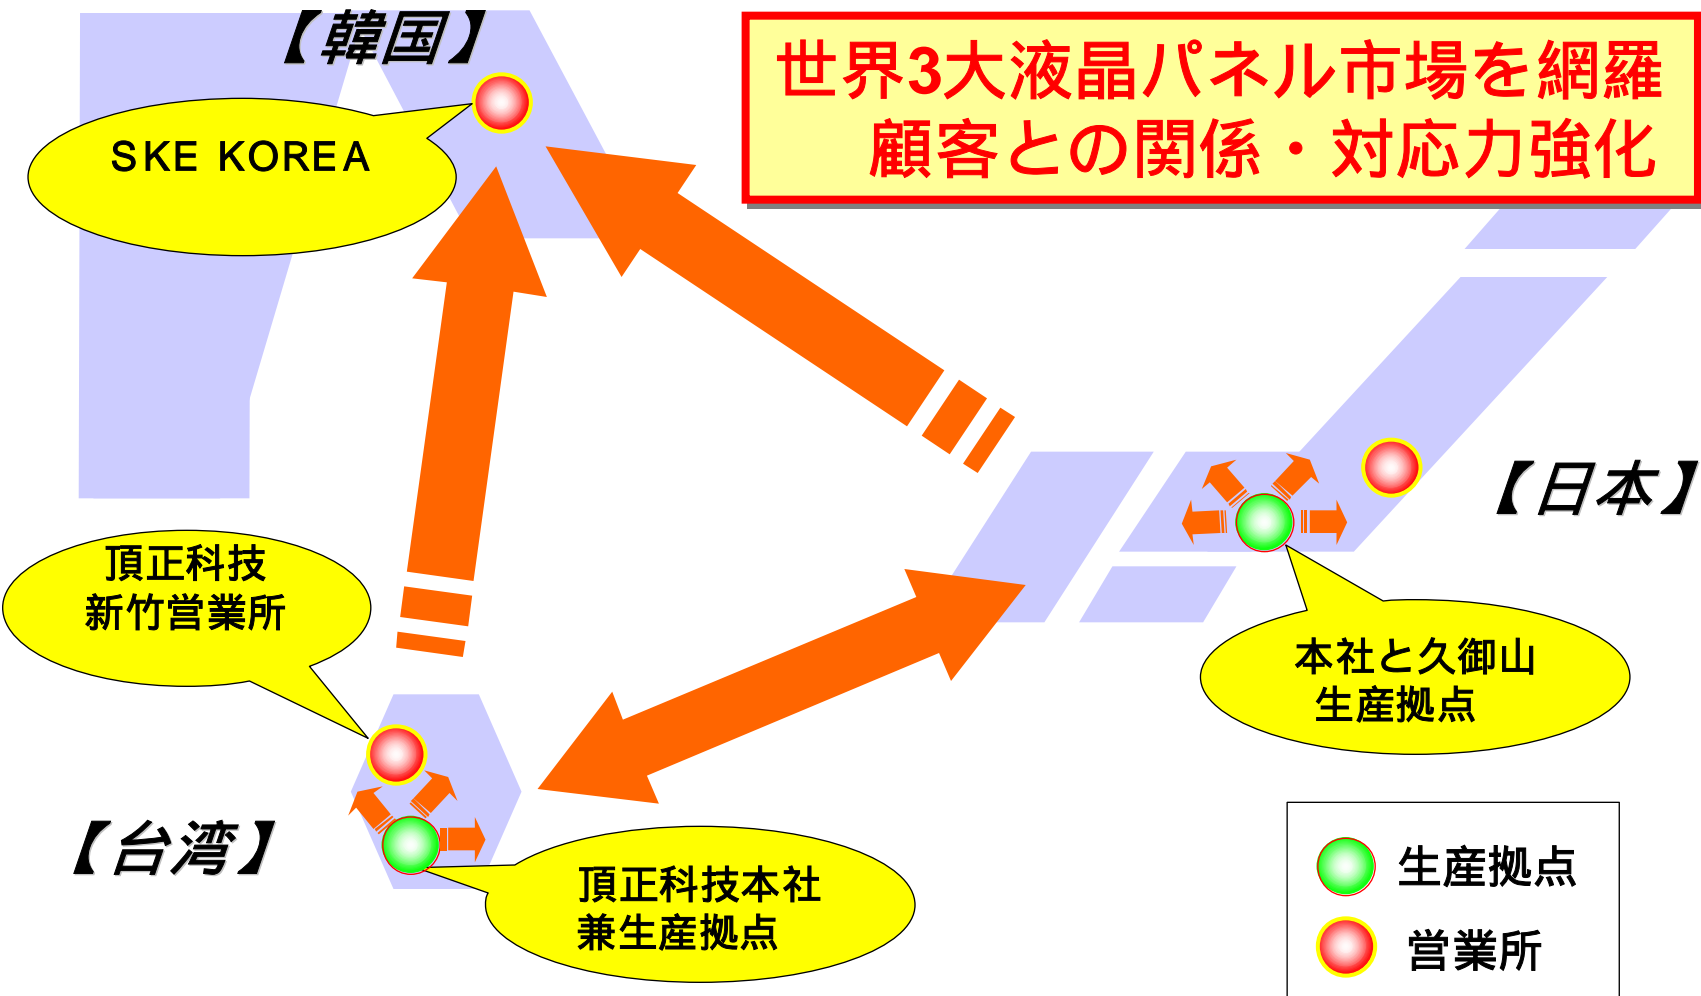 【韓国】
世界3大液晶パネル市場を網羅
顧客との関係・対応力強化
SKE KOREA
【日本】
頂正科技
新竹営業所
本社と久御山
生産拠点
【台湾】
頂正科技本社
兼生産拠点
生産拠点
営業所